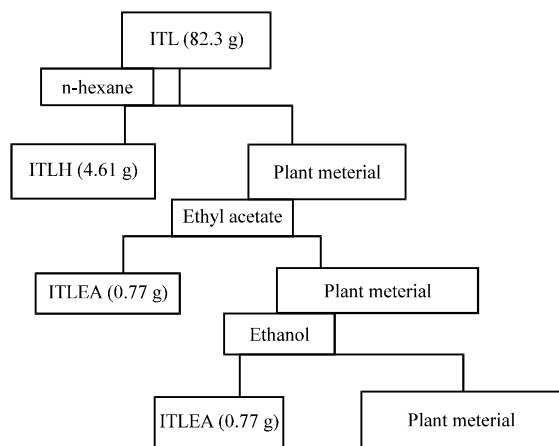 ITL (82.3 g)
n-hexane
ITLH (4.61 g)
Plant meterial
Ethyl acetate
ITLEA (0.77 g)
Plant meterial
Ethanol
ITLEA (0.77 g)
Plant meterial